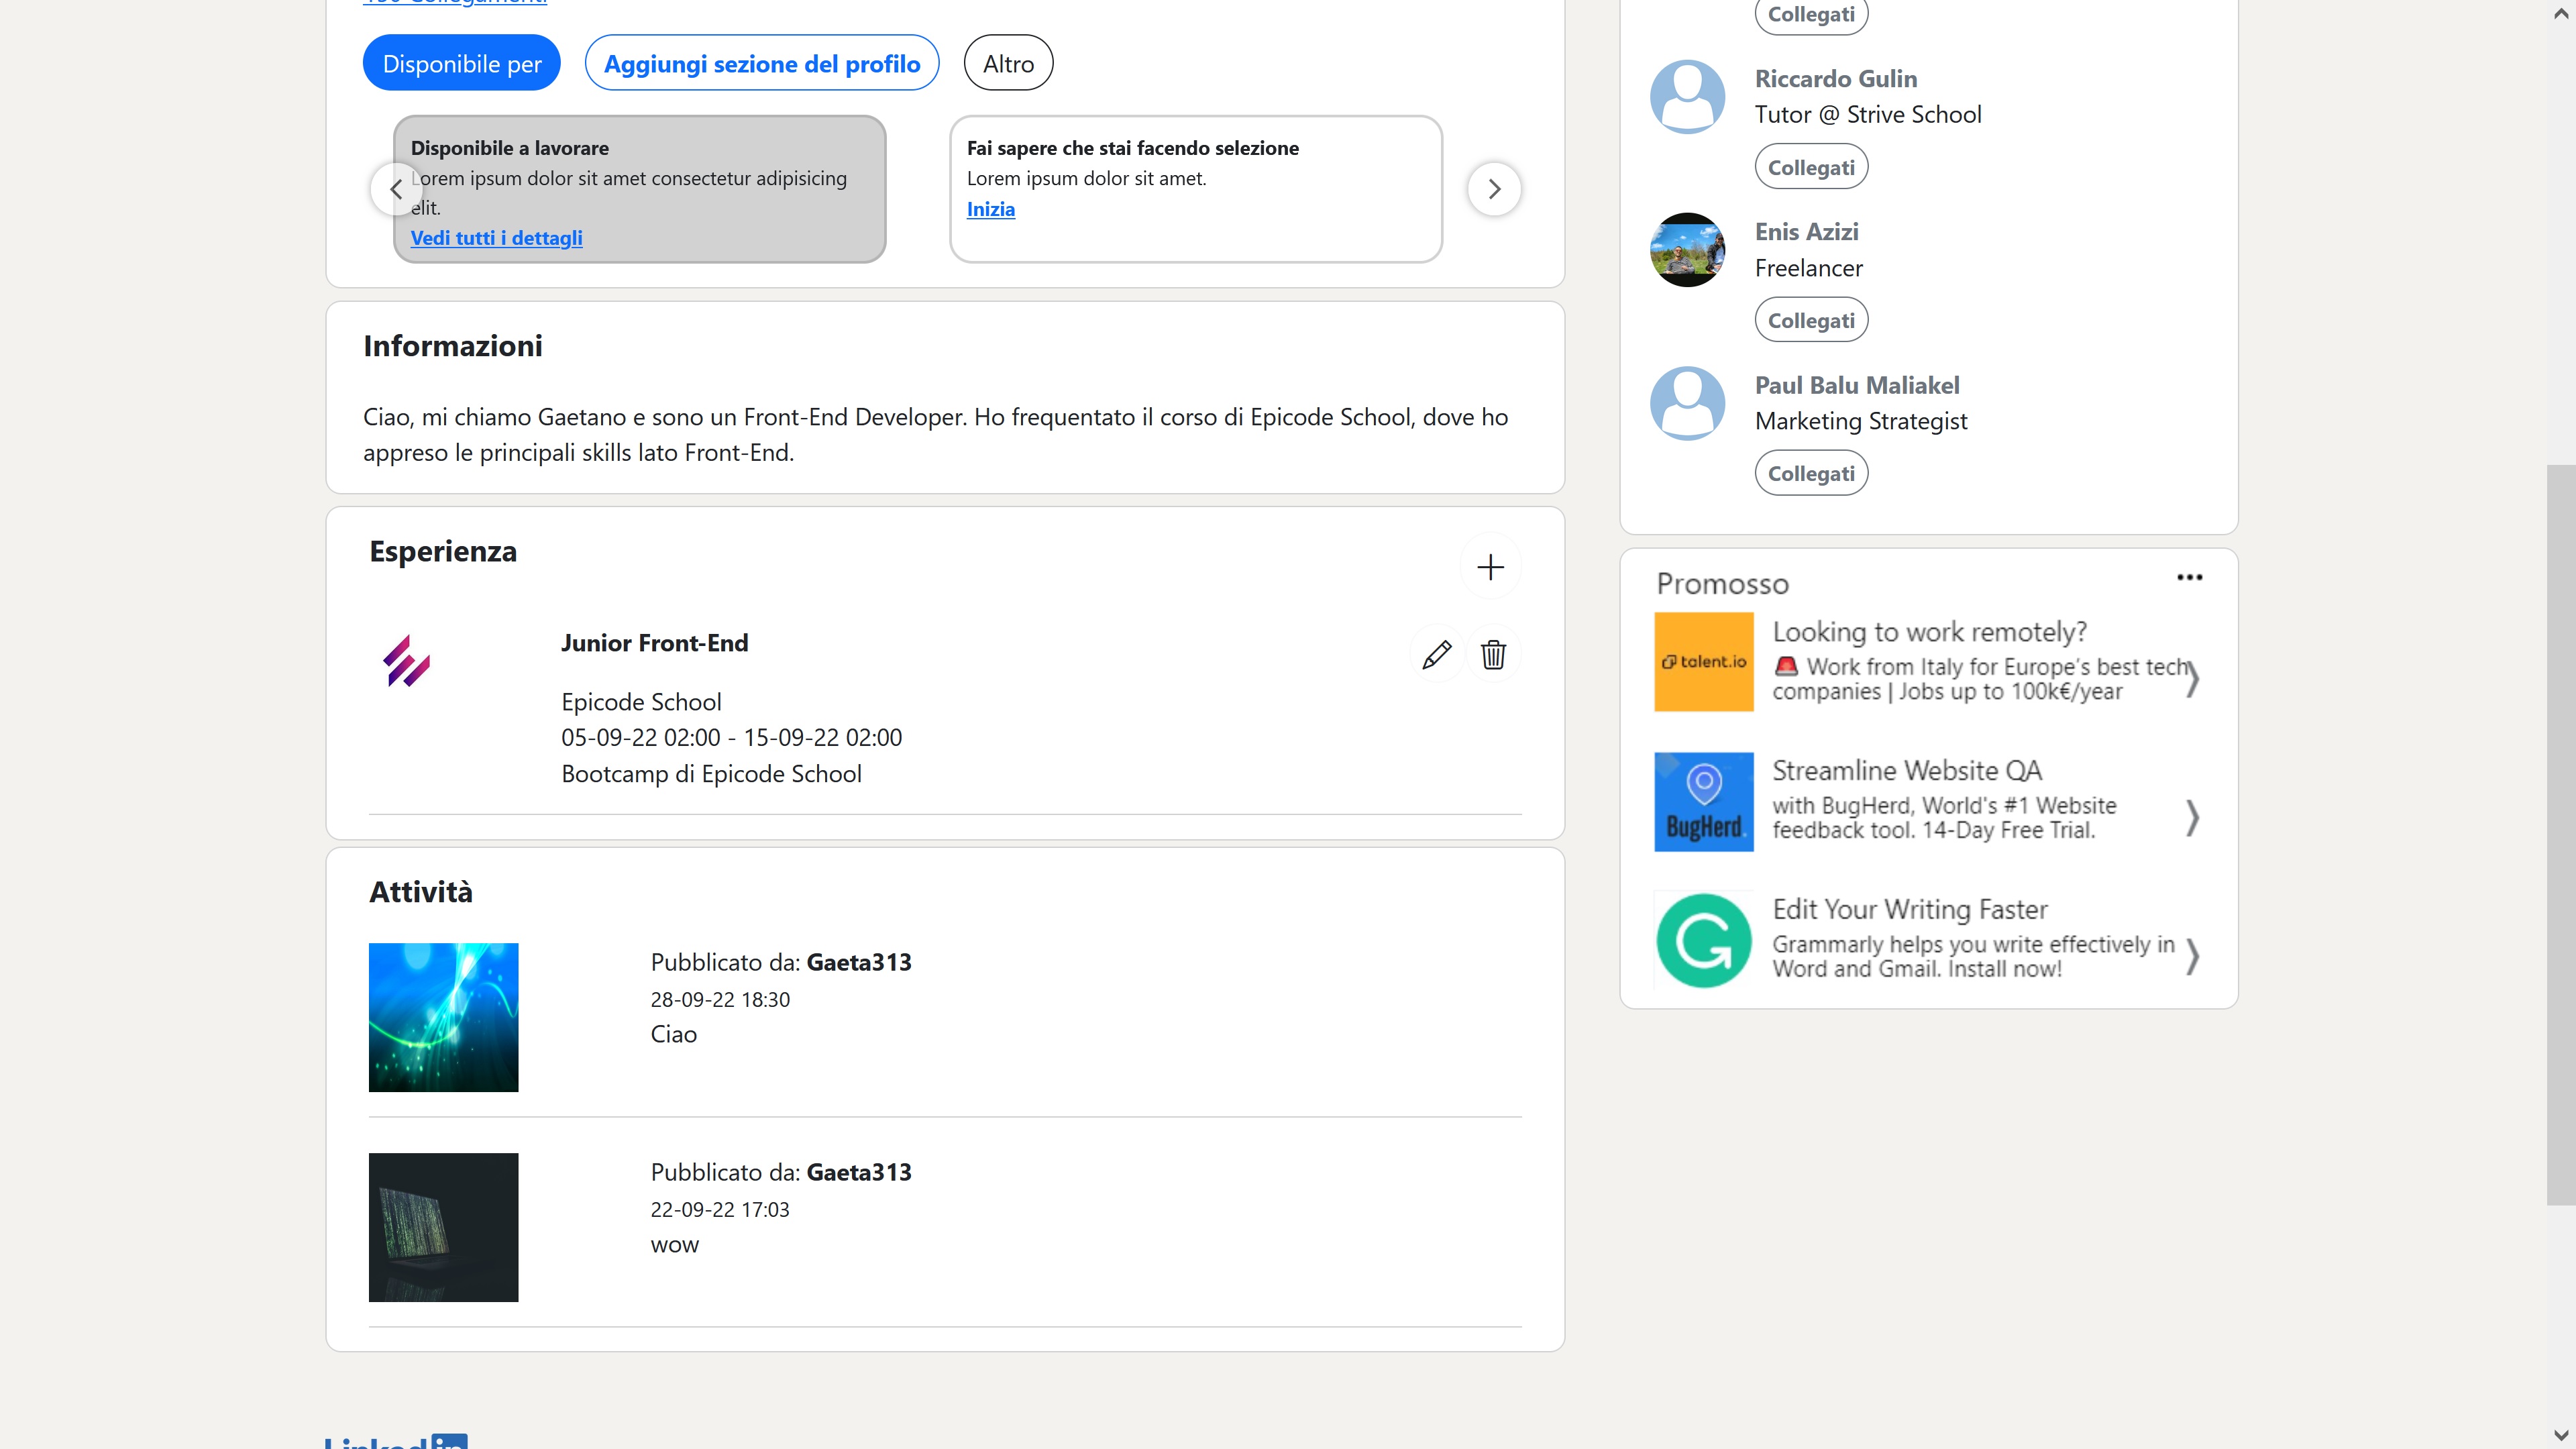 Disponibile per
Aggiungi sezione del profilo
Altro
Disponibile a lavorare
Lorem ipsum dolor sit amet consectetur adipisicing
elit.
Vedi tutti i dettagli
Fai sapere che stai facendo selezione
Lorem ipsum dolor sit amet.
Inizia
Informazioni
Ciao, mi chiamo Gaetano e sono un Front-End Developer. Ho frequentato il corso di Epicode School, dove ho
appreso le principali skills lato Front-End.
Esperienza
Junior Front-End
Epicode School
05-09-22 02:00 - 15-09-22 02:00
Bootcamp di Epicode School
Attività
Pubblicato da: Gaeta313
28-09-22 18:30
Ciao
Pubblicato da: Gaeta313
22-09-22 17:03
wow
Linkedin
Collegati
Riccardo Gulin
Tutor @ Strive School
Collegati
Enis Azizi
Freelancer
Collegati
Paul Balu Maliakel
Marketing Strategist
Collegati
Promosso
talent.io
Looking to work remotely?
🚨 Work from Italy for Europe's best tech
companies | Jobs up to 100k€/year
BugHerd.
Streamline Website QA
with BugHerd, World's #1 Website
feedback tool. 14-Day Free Trial.
Edit Your Writing Faster
Grammarly helps you write effectively in
Word and Gmail. Install now!